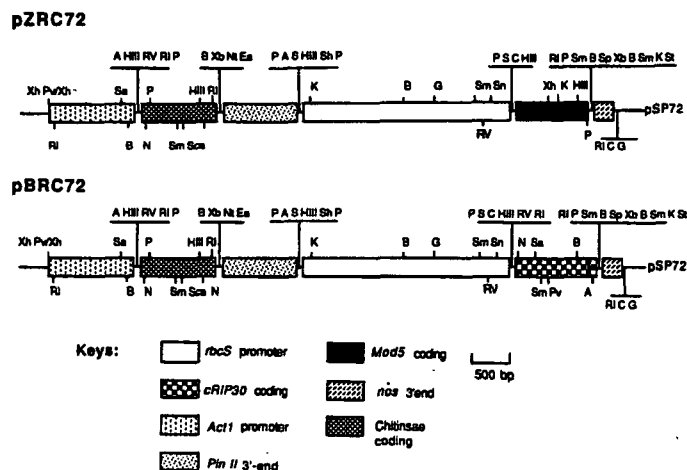 pZRC72
A HIII RV RI P
B Xb Nt Ea
P A S HIII Sh P
P S C HIII
RI P Sm B Sp Xb B Sm K St
Xh Pv/Xh
Sa
P
HIII RI
K
B
G
Sm Sn
Xh K HIII
pSP72
RI
B
N
Sm Sca
RV
P
RI C G
pBRC72
A HIII RV RI P
B Xb Nt Ea
P A S HIII Sh P
P S C HIII RV RI
RI P Sm B Sp Xb B Sm K St
Xh Pv/Xh
Sa
P
HIII RI
K
B
G
Sm Sn
N Sa
B
pSP72
RI
B
N
Sm Sca
N
RV
Sm Pv
A
RI C G
Keys:
rbcS promoter
Mod5 coding
500 bp
cRIP30 coding
nos 3'end
Act1 promoter
Chitinsae coding
Pin II 3'-end